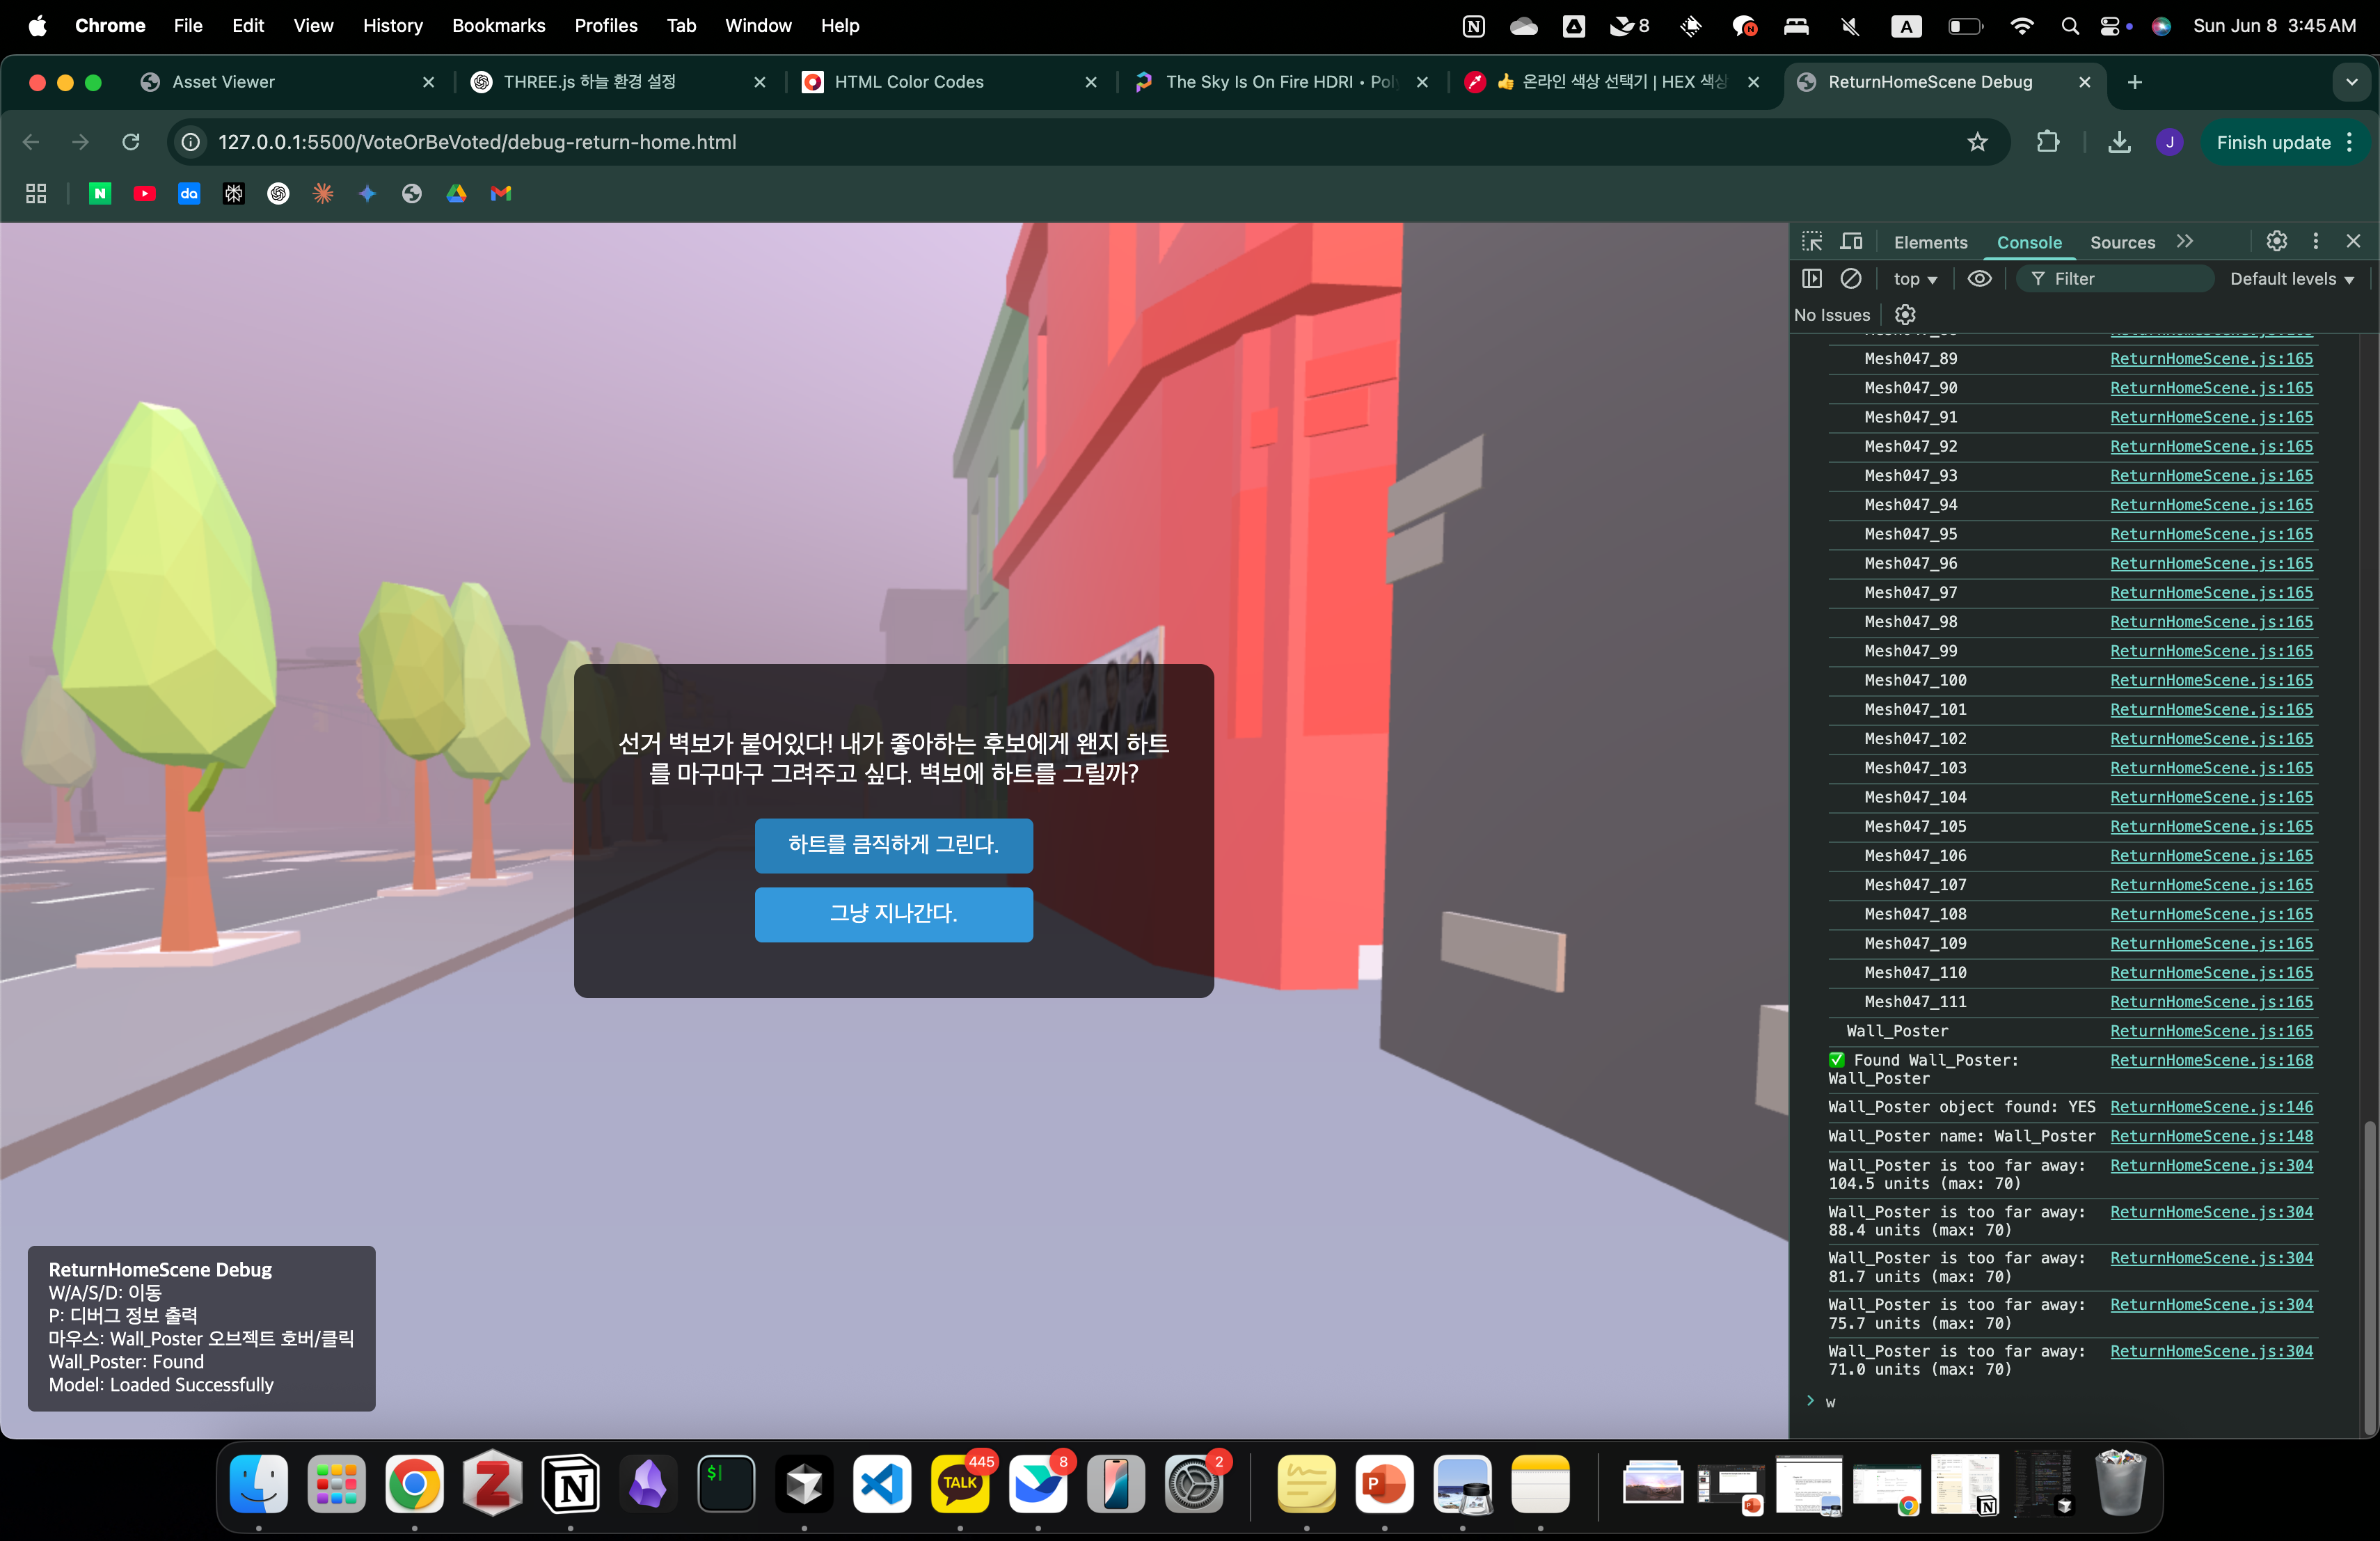 Chrome File Edit View History Bookmarks Profiles Tab Window Help 8 N A Sun Jun 8 3:45 AM
Asset Viewer
THREE.js 하늘 환경 설정
HTML Color Codes
The Sky Is On Fire HDRI • Pol
👍 온라인 색상 선택기 | HEX 색상
ReturnHomeScene Debug
127.0.0.1:5500/VoteOrBeVoted/debug-return-home.html
J
Finish update
N da
Elements Console Sources
top Filter Default levels
No Issues
Mesh047_89 ReturnHomeScene.js:165
Mesh047_90 ReturnHomeScene.js:165
Mesh047_91 ReturnHomeScene.js:165
Mesh047_92 ReturnHomeScene.js:165
Mesh047_93 ReturnHomeScene.js:165
Mesh047_94 ReturnHomeScene.js:165
Mesh047_95 ReturnHomeScene.js:165
Mesh047_96 ReturnHomeScene.js:165
Mesh047_97 ReturnHomeScene.js:165
Mesh047_98 ReturnHomeScene.js:165
Mesh047_99 ReturnHomeScene.js:165
Mesh047_100 ReturnHomeScene.js:165
Mesh047_101 ReturnHomeScene.js:165
Mesh047_102 ReturnHomeScene.js:165
Mesh047_103 ReturnHomeScene.js:165
Mesh047_104 ReturnHomeScene.js:165
Mesh047_105 ReturnHomeScene.js:165
Mesh047_106 ReturnHomeScene.js:165
Mesh047_107 ReturnHomeScene.js:165
Mesh047_108 ReturnHomeScene.js:165
Mesh047_109 ReturnHomeScene.js:165
Mesh047_110 ReturnHomeScene.js:165
Mesh047_111 ReturnHomeScene.js:165
Wall_Poster ReturnHomeScene.js:165
✅ Found Wall_Poster: ReturnHomeScene.js:168
Wall_Poster
Wall_Poster object found: YES ReturnHomeScene.js:146
Wall_Poster name: Wall_Poster ReturnHomeScene.js:148
Wall_Poster is too far away: ReturnHomeScene.js:304
104.5 units (max: 70)
Wall_Poster is too far away: ReturnHomeScene.js:304
88.4 units (max: 70)
Wall_Poster is too far away: ReturnHomeScene.js:304
81.7 units (max: 70)
Wall_Poster is too far away: ReturnHomeScene.js:304
75.7 units (max: 70)
Wall_Poster is too far away: ReturnHomeScene.js:304
71.0 units (max: 70)
> w
선거 벽보가 붙어있다! 내가 좋아하는 후보에게 왠지 하트
를 마구마구 그려주고 싶다. 벽보에 하트를 그릴까?
하트를 큼직하게 그린다.
그냥 지나간다.
ReturnHomeScene Debug
W/A/S/D: 이동
P: 디버그 정보 출력
마우스: Wall_Poster 오브젝트 호버/클릭
Wall_Poster: Found
Model: Loaded Successfully
Z N $ TALK 445 8 2 P